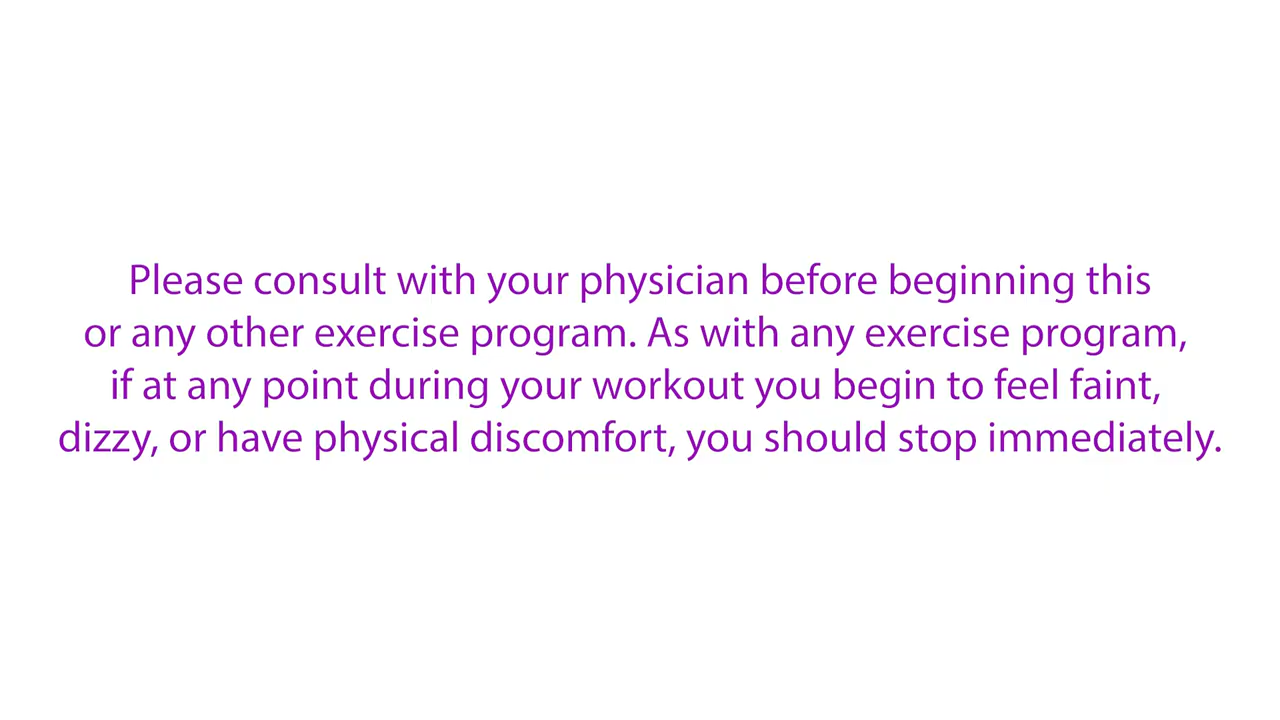 Please consult with your physician before beginning this
or any other exercise program. As with any exercise program,
if at any point during your workout you begin to feel faint,
dizzy, or have physical discomfort, you should stop immediately.